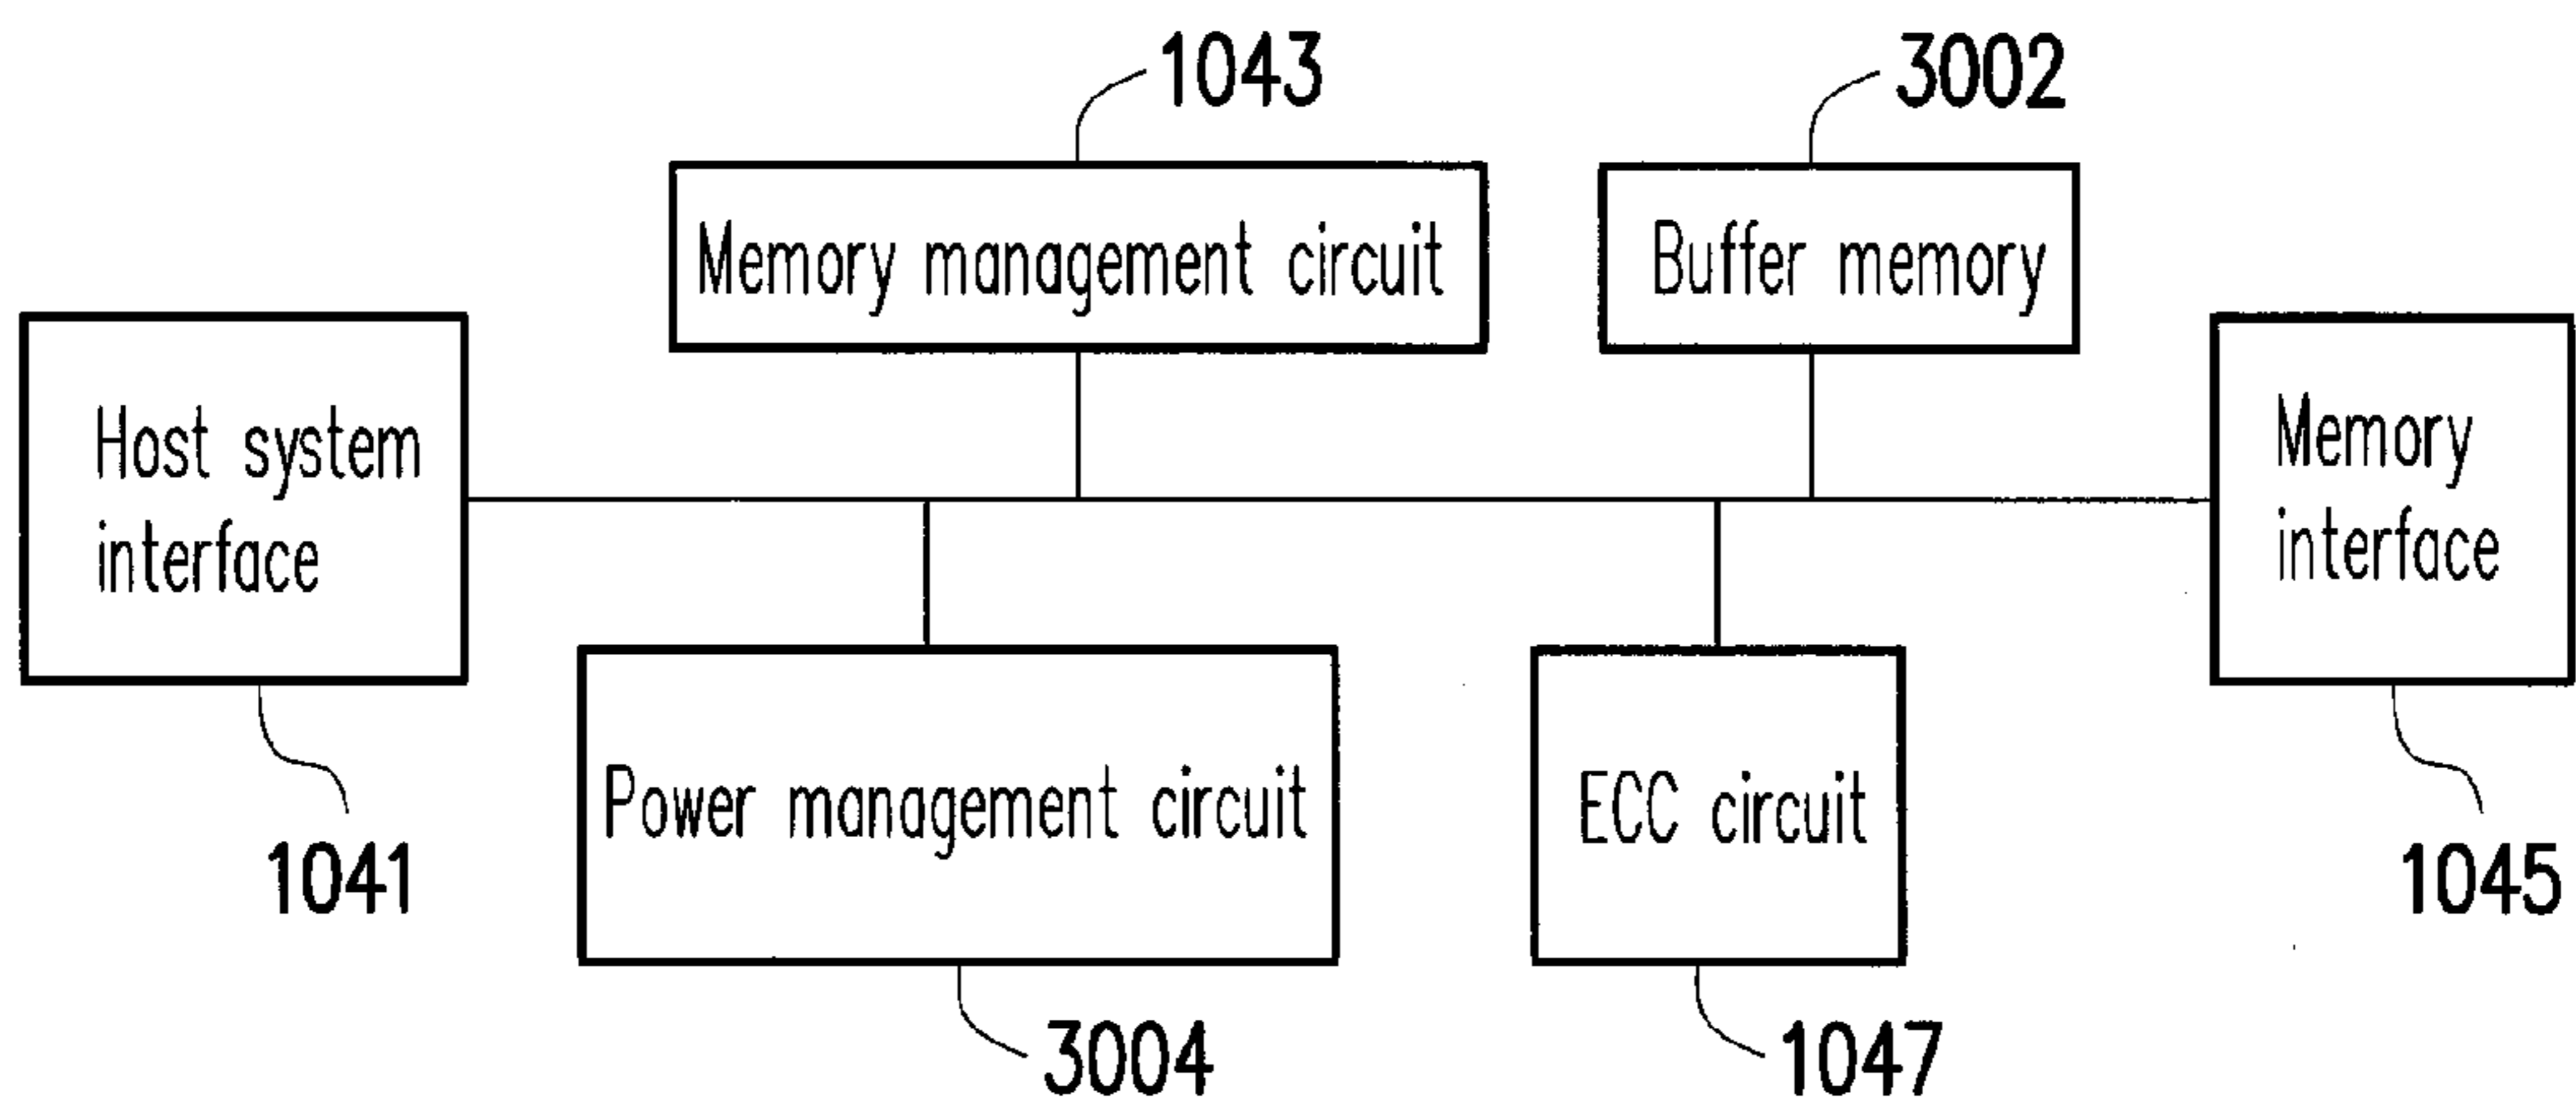 1043
3002
Memory management circuit
Buffer memory
Host system
interface
Memory
interface
Power management circuit
ECC circuit
1041
1045
3004
1047